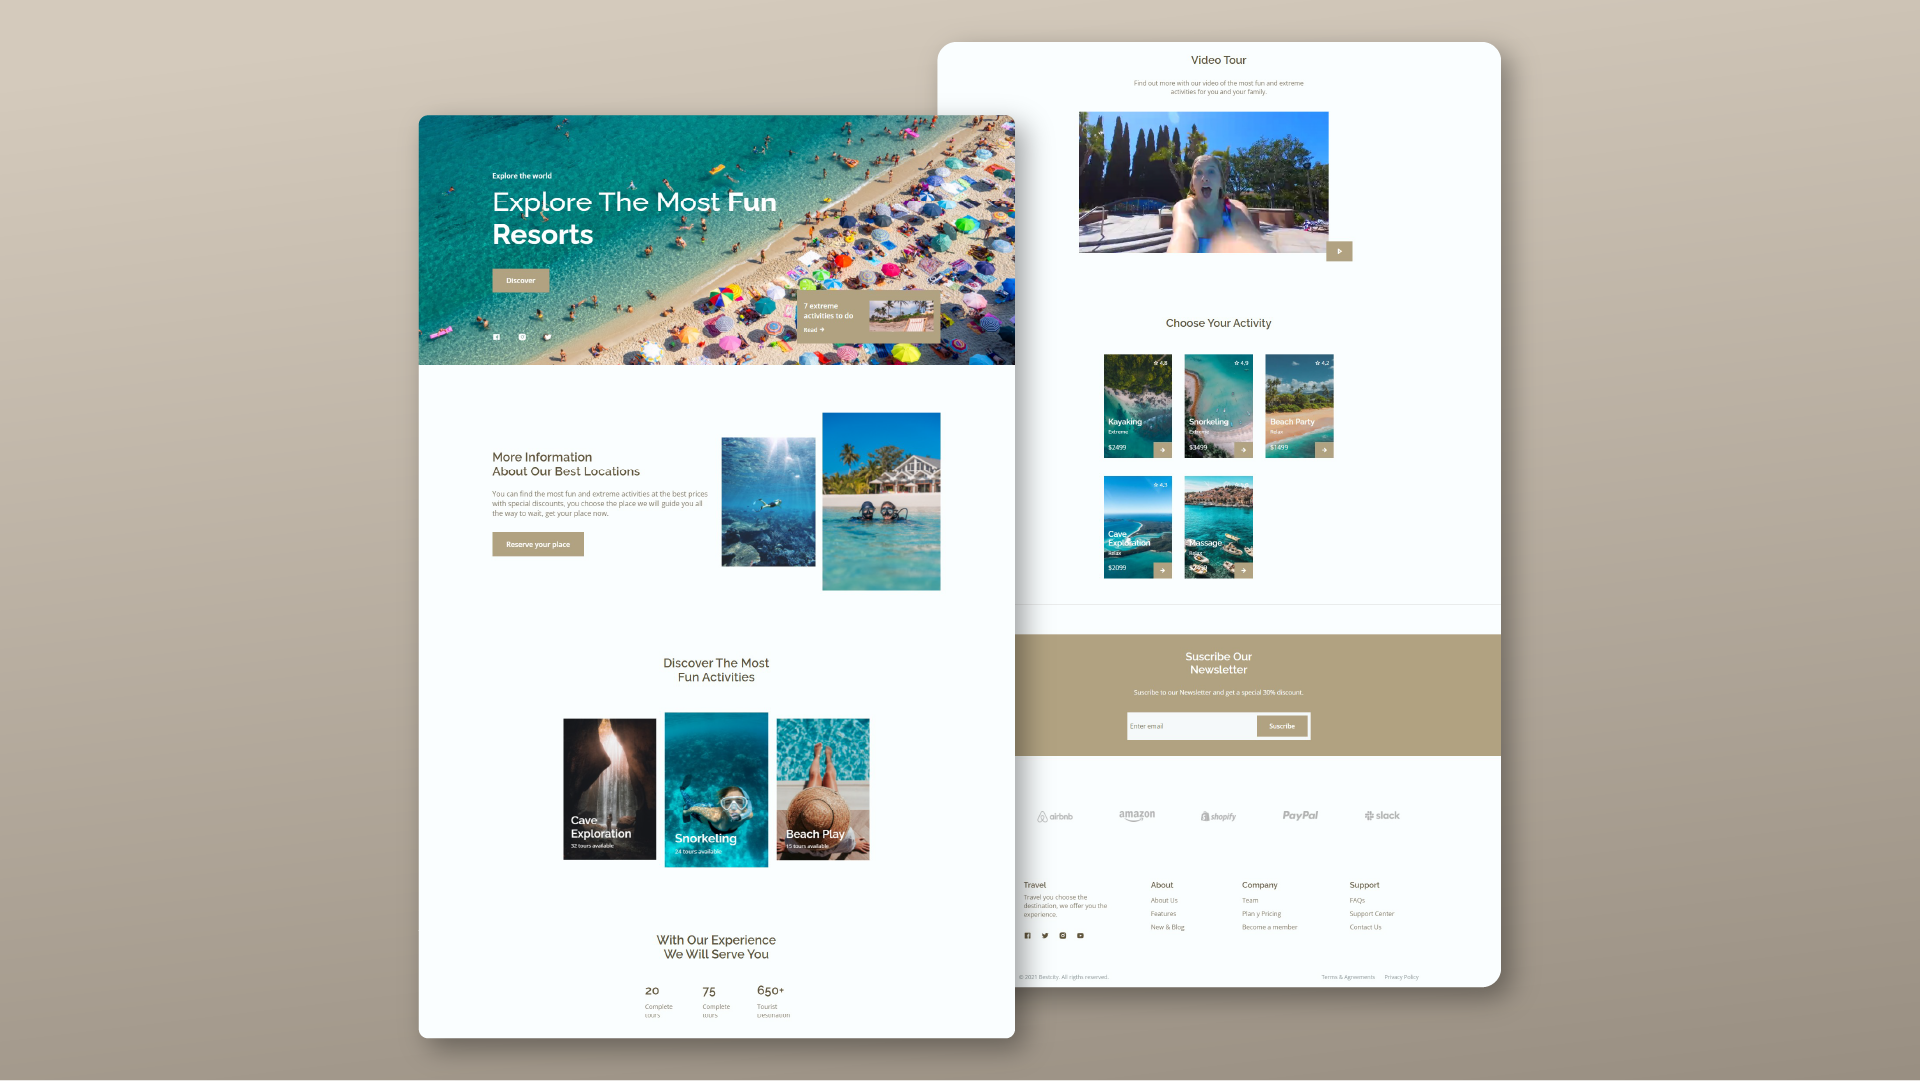 Explore the world
Explore The Most Fun
Resorts
Discover
7 extreme
activities to do
Read
More Information
About Our Best Locations
You can find the most fun and extreme activities at the best prices
with special discounts, you choose the place we will guide you all
the way to wait, get your place now.
Reserve your place
Discover The Most
Fun Activities
Cave
Exploration
32 tours available
Snorkeling
24 tours available
Beach Play
15 tours available
With Our Experience
We Will Serve You
20
Complete
tours
75
Complete
tours
650+
Tourist
Destination
Video Tour
Find out more with our video of the most fun and extreme
activities for you and your family.
Choose Your Activity
4,8
Kayaking
Extreme
$2499
4,9
Snorkeling
Extreme
$3499
4,2
Beach Party
Relax
$1499
4,3
Cave
Exploration
Relax
$2099
Massage
Relax
Suscribe Our
Newsletter
Suscribe to our Newsletter and get a special 30% discount.
Enter email
Suscribe
airbnb
amazon
shopify
PayPal
slack
Travel
Travel you choose the
destination, we offer you the
experience.
About
About Us
Features
New & Blog
Company
Team
Plan y Pricing
Become a member
Support
FAQs
Support Center
Contact Us
© 2021 Bestcity. All rigths reserved.
Terms & Agreements
Privacy Policy